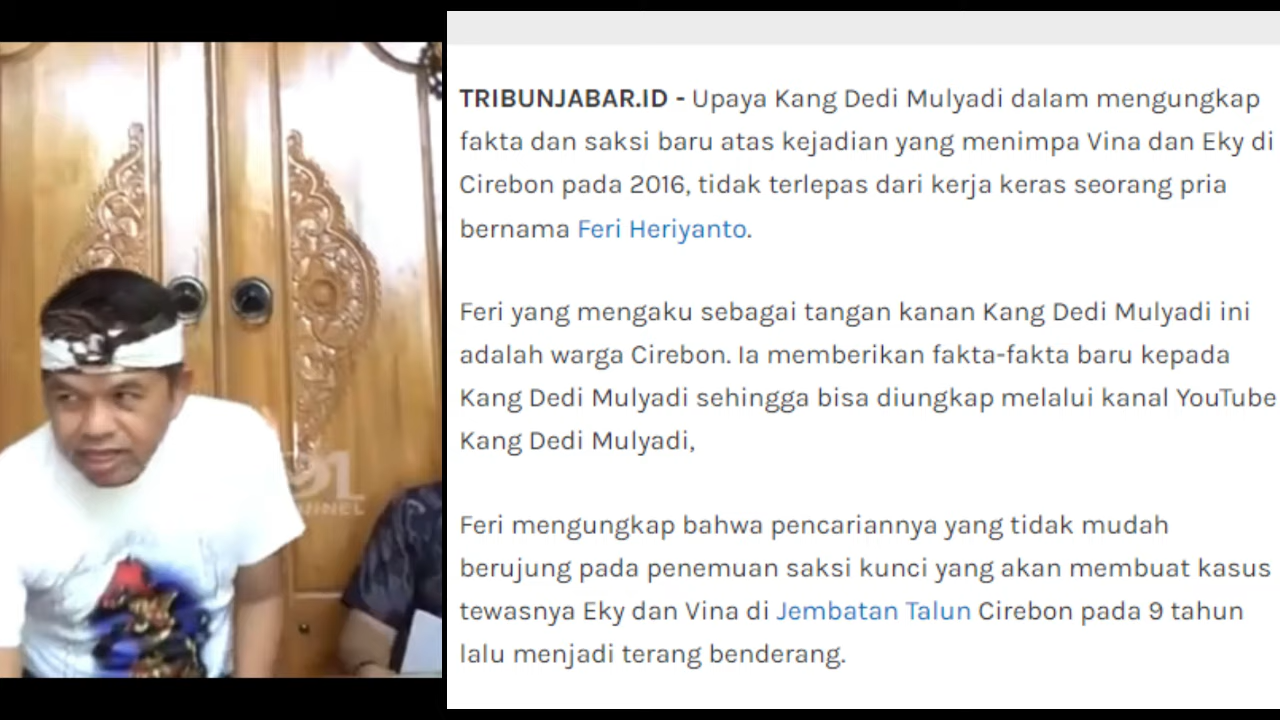 TRIBUNJABAR.ID - Upaya Kang Dedi Mulyadi dalam mengungkap
fakta dan saksi baru atas kejadian yang menimpa Vina dan Eky di
Cirebon pada 2016, tidak terlepas dari kerja keras seorang pria
bernama Feri Heriyanto.
Feri yang mengaku sebagai tangan kanan Kang Dedi Mulyadi ini
adalah warga Cirebon. Ia memberikan fakta-fakta baru kepada
Kang Dedi Mulyadi sehingga bisa diungkap melalui kanal YouTube
Kang Dedi Mulyadi,
Feri mengungkap bahwa pencariannya yang tidak mudah
berujung pada penemuan saksi kunci yang akan membuat kasus
tewasnya Eky dan Vina di Jembatan Talun Cirebon pada 9 tahun
lalu menjadi terang benderang.